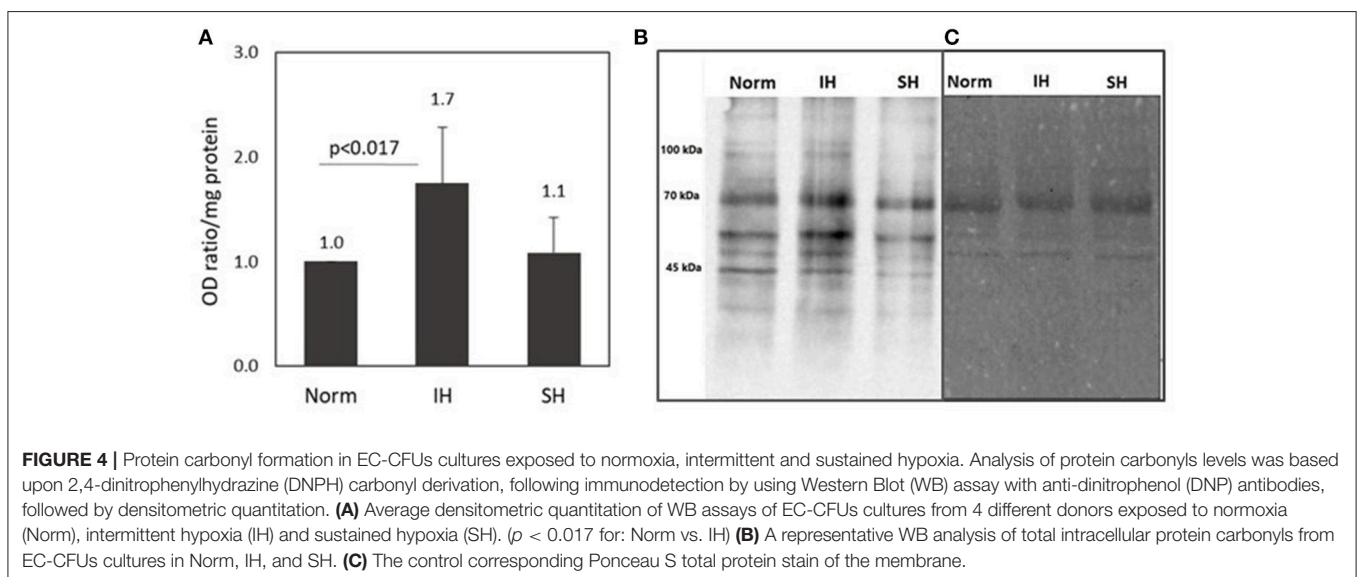 A
3.0
2.0
1.0
0.0
OD ratio/mg protein
p<0.017
1.0
1.7
1.1
Norm IH SH
B
Norm IH SH
100 kDa
70 kDa
45 kDa
C
Norm IH SH
FIGURE 4 | Protein carbonyl formation in EC-CFUs cultures exposed to normoxia, intermittent and sustained hypoxia. Analysis of protein carbonyls levels was based
upon 2,4-dinitrophenylhydrazine (DNPH) carbonyl derivation, following immunodetection by using Western Blot (WB) assay with anti-dinitrophenol (DNP) antibodies,
followed by densitometric quantitation. (A) Average densitometric quantitation of WB assays of EC-CFUs cultures from 4 different donors exposed to normoxia
(Norm), intermittent hypoxia (IH) and sustained hypoxia (SH). (p < 0.017 for: Norm vs. IH) (B) A representative WB analysis of total intracellular protein carbonyls from
EC-CFUs cultures in Norm, IH, and SH. (C) The control corresponding Ponceau S total protein stain of the membrane.